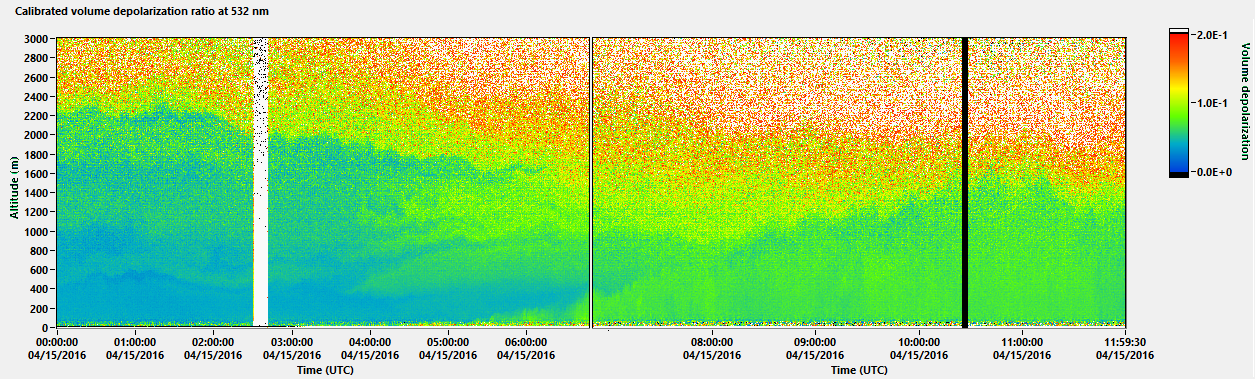 Calibrated volume depolarization ratio at 532 nm
3000
2800
2600
2400
2200
2000
1800
1600
1400
1200
1000
800
600
400
200
0
Altitude (m)
00:00:00 01:00:00 02:00:00 03:00:00 04:00:00 05:00:00 06:00:00 08:00:00 09:00:00 10:00:00 11:00:00 11:59:30
04/15/2016 04/15/2016 04/15/2016 04/15/2016 04/15/2016 04/15/2016 04/15/2016 04/15/2016 04/15/2016 04/15/2016 04/15/2016 04/15/2016
Time (UTC) Time (UTC)
2.0E-1
1.0E-1
0.0E+0
Volume depolarization